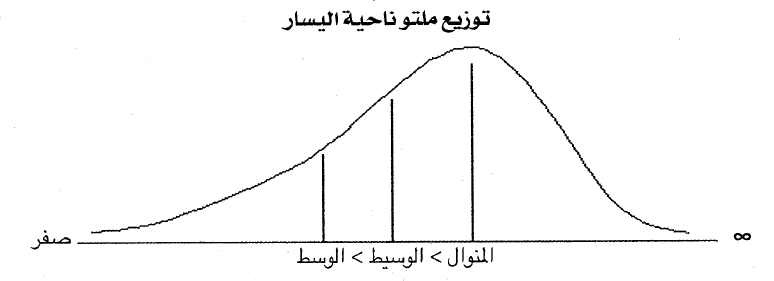 توزيع ملتو ناحية اليسار
صفر
∞
المنوال > الوسيط > الوسط